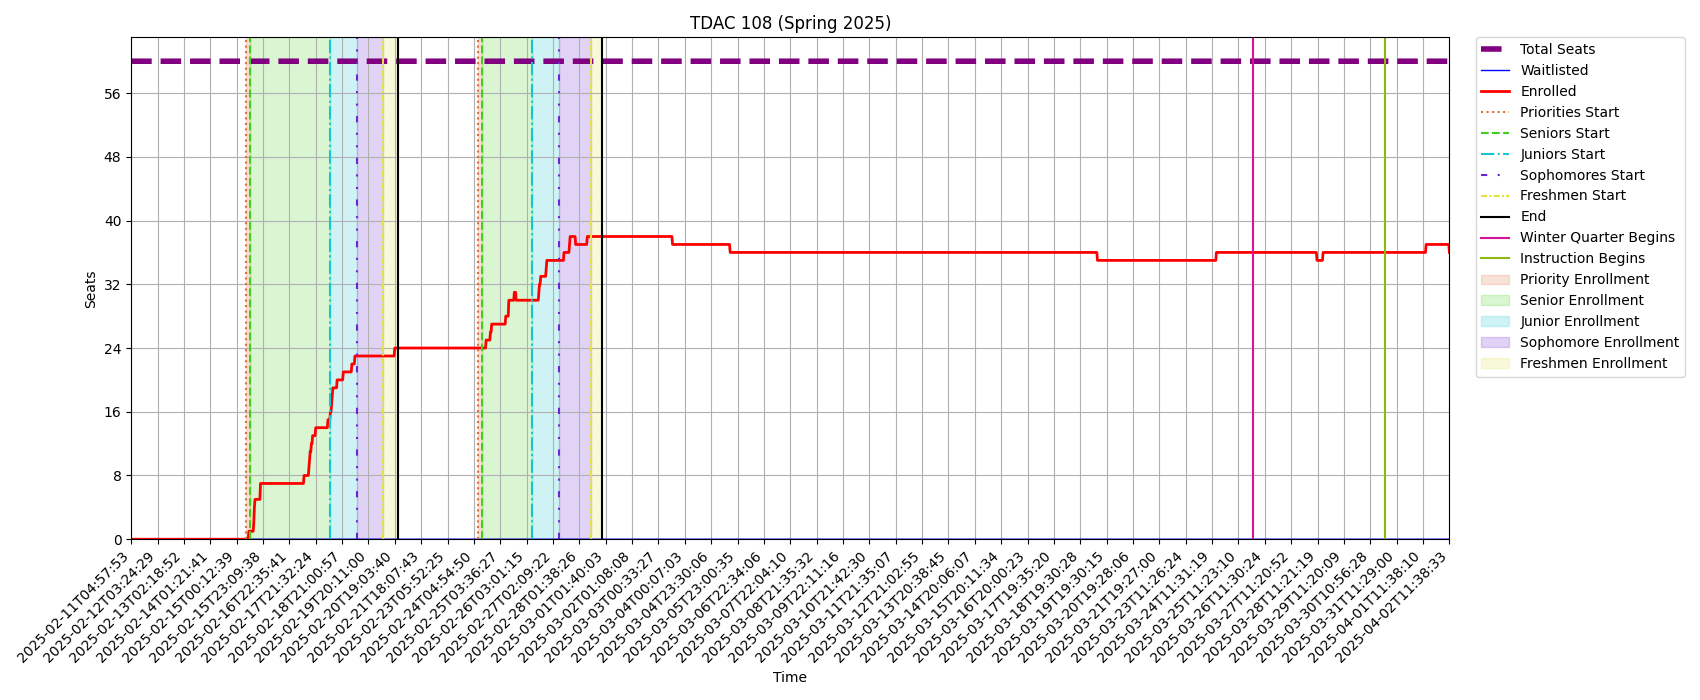 TDAC 108 (Spring 2025)
Seats
56
48
40
32
24
16
8
0
2025-02-11T04:57:53
2025-02-12T03:24:29
2025-02-13T02:18:52
2025-02-14T01:21:41
2025-02-15T00:12:39
2025-02-15T23:09:38
2025-02-16T22:35:41
2025-02-17T21:32:24
2025-02-18T21:00:57
2025-02-19T20:11:00
2025-02-20T19:03:40
2025-02-21T18:07:43
2025-02-23T05:52:25
2025-02-24T04:54:50
2025-02-25T03:36:27
2025-02-26T03:01:15
2025-02-27T02:09:22
2025-02-28T01:38:26
2025-03-01T01:40:03
2025-03-02T01:08:08
2025-03-03T00:33:27
2025-03-04T00:07:03
2025-03-04T23:30:06
2025-03-05T23:00:35
2025-03-06T22:34:06
2025-03-07T22:04:10
2025-03-08T21:35:32
2025-03-09T22:11:16
2025-03-10T21:42:30
2025-03-11T21:35:07
2025-03-12T21:02:55
2025-03-13T20:38:45
2025-03-14T20:06:07
2025-03-15T20:11:34
2025-03-16T20:00:23
2025-03-17T19:35:20
2025-03-18T19:30:28
2025-03-19T19:30:15
2025-03-20T19:28:06
2025-03-21T19:27:00
2025-03-23T11:26:24
2025-03-24T11:31:19
2025-03-25T11:23:10
2025-03-26T11:30:24
2025-03-27T11:20:52
2025-03-28T11:21:19
2025-03-29T11:20:09
2025-03-30T10:56:28
2025-03-31T11:29:00
2025-04-01T11:38:10
2025-04-02T11:38:33
Time
Total Seats
Waitlisted
Enrolled
Priorities Start
Seniors Start
Juniors Start
Sophomores Start
Freshmen Start
End
Winter Quarter Begins
Instruction Begins
Priority Enrollment
Senior Enrollment
Junior Enrollment
Sophomore Enrollment
Freshmen Enrollment